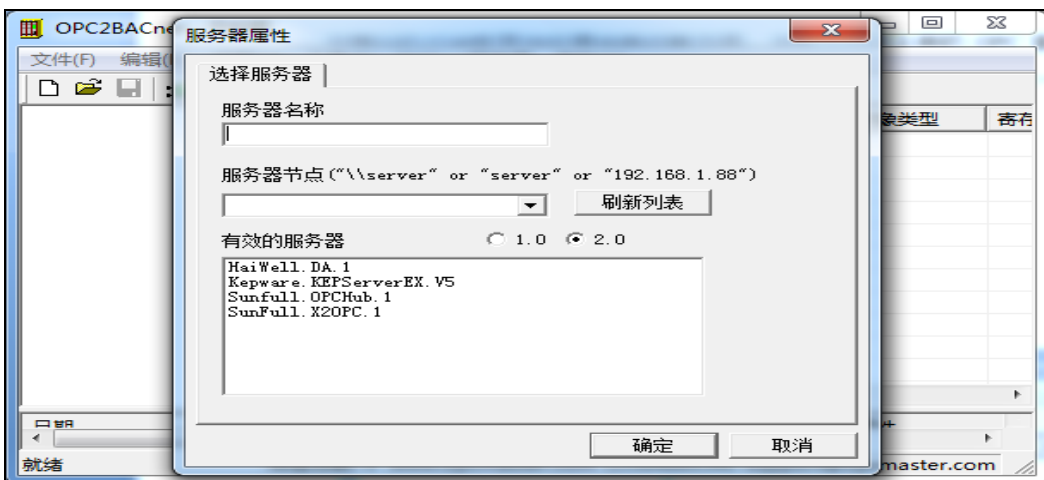 OPC2BACne
服务器属性
文件(F) 编辑(
选择服务器
服务器名称
象类型 寄存
服务器节点("\\server" or "server" or "192.168.1.88")
刷新列表
有效的服务器 1.0 2.0
HaiWell.DA.1
Kepware.KEPServerEX.V5
Sunfull.OPCHub.1
SunFull.X2OPC.1
日期
确定 取消
就绪
master.com